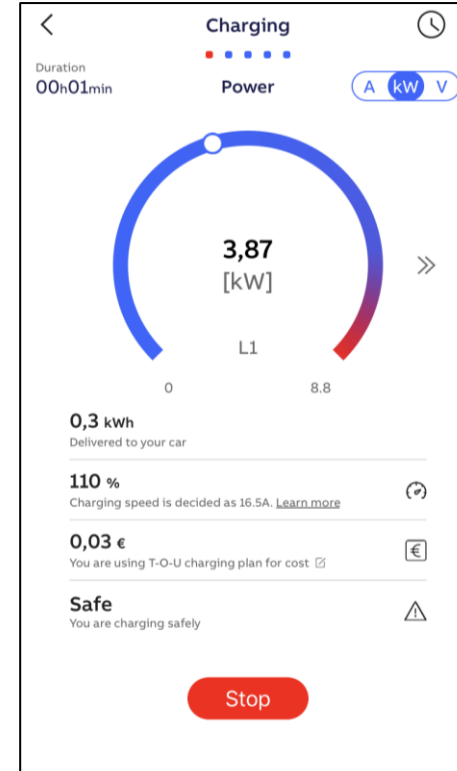 Charging
Duration
00h01min
Power
A kW V
3,87
[kW]
L1
0 8.8
0,3 kWh
Delivered to your car
110 %
Charging speed is decided as 16.5A. Learn more
0,03 €
You are using T-O-U charging plan for cost
€
Safe
You are charging safely
Stop